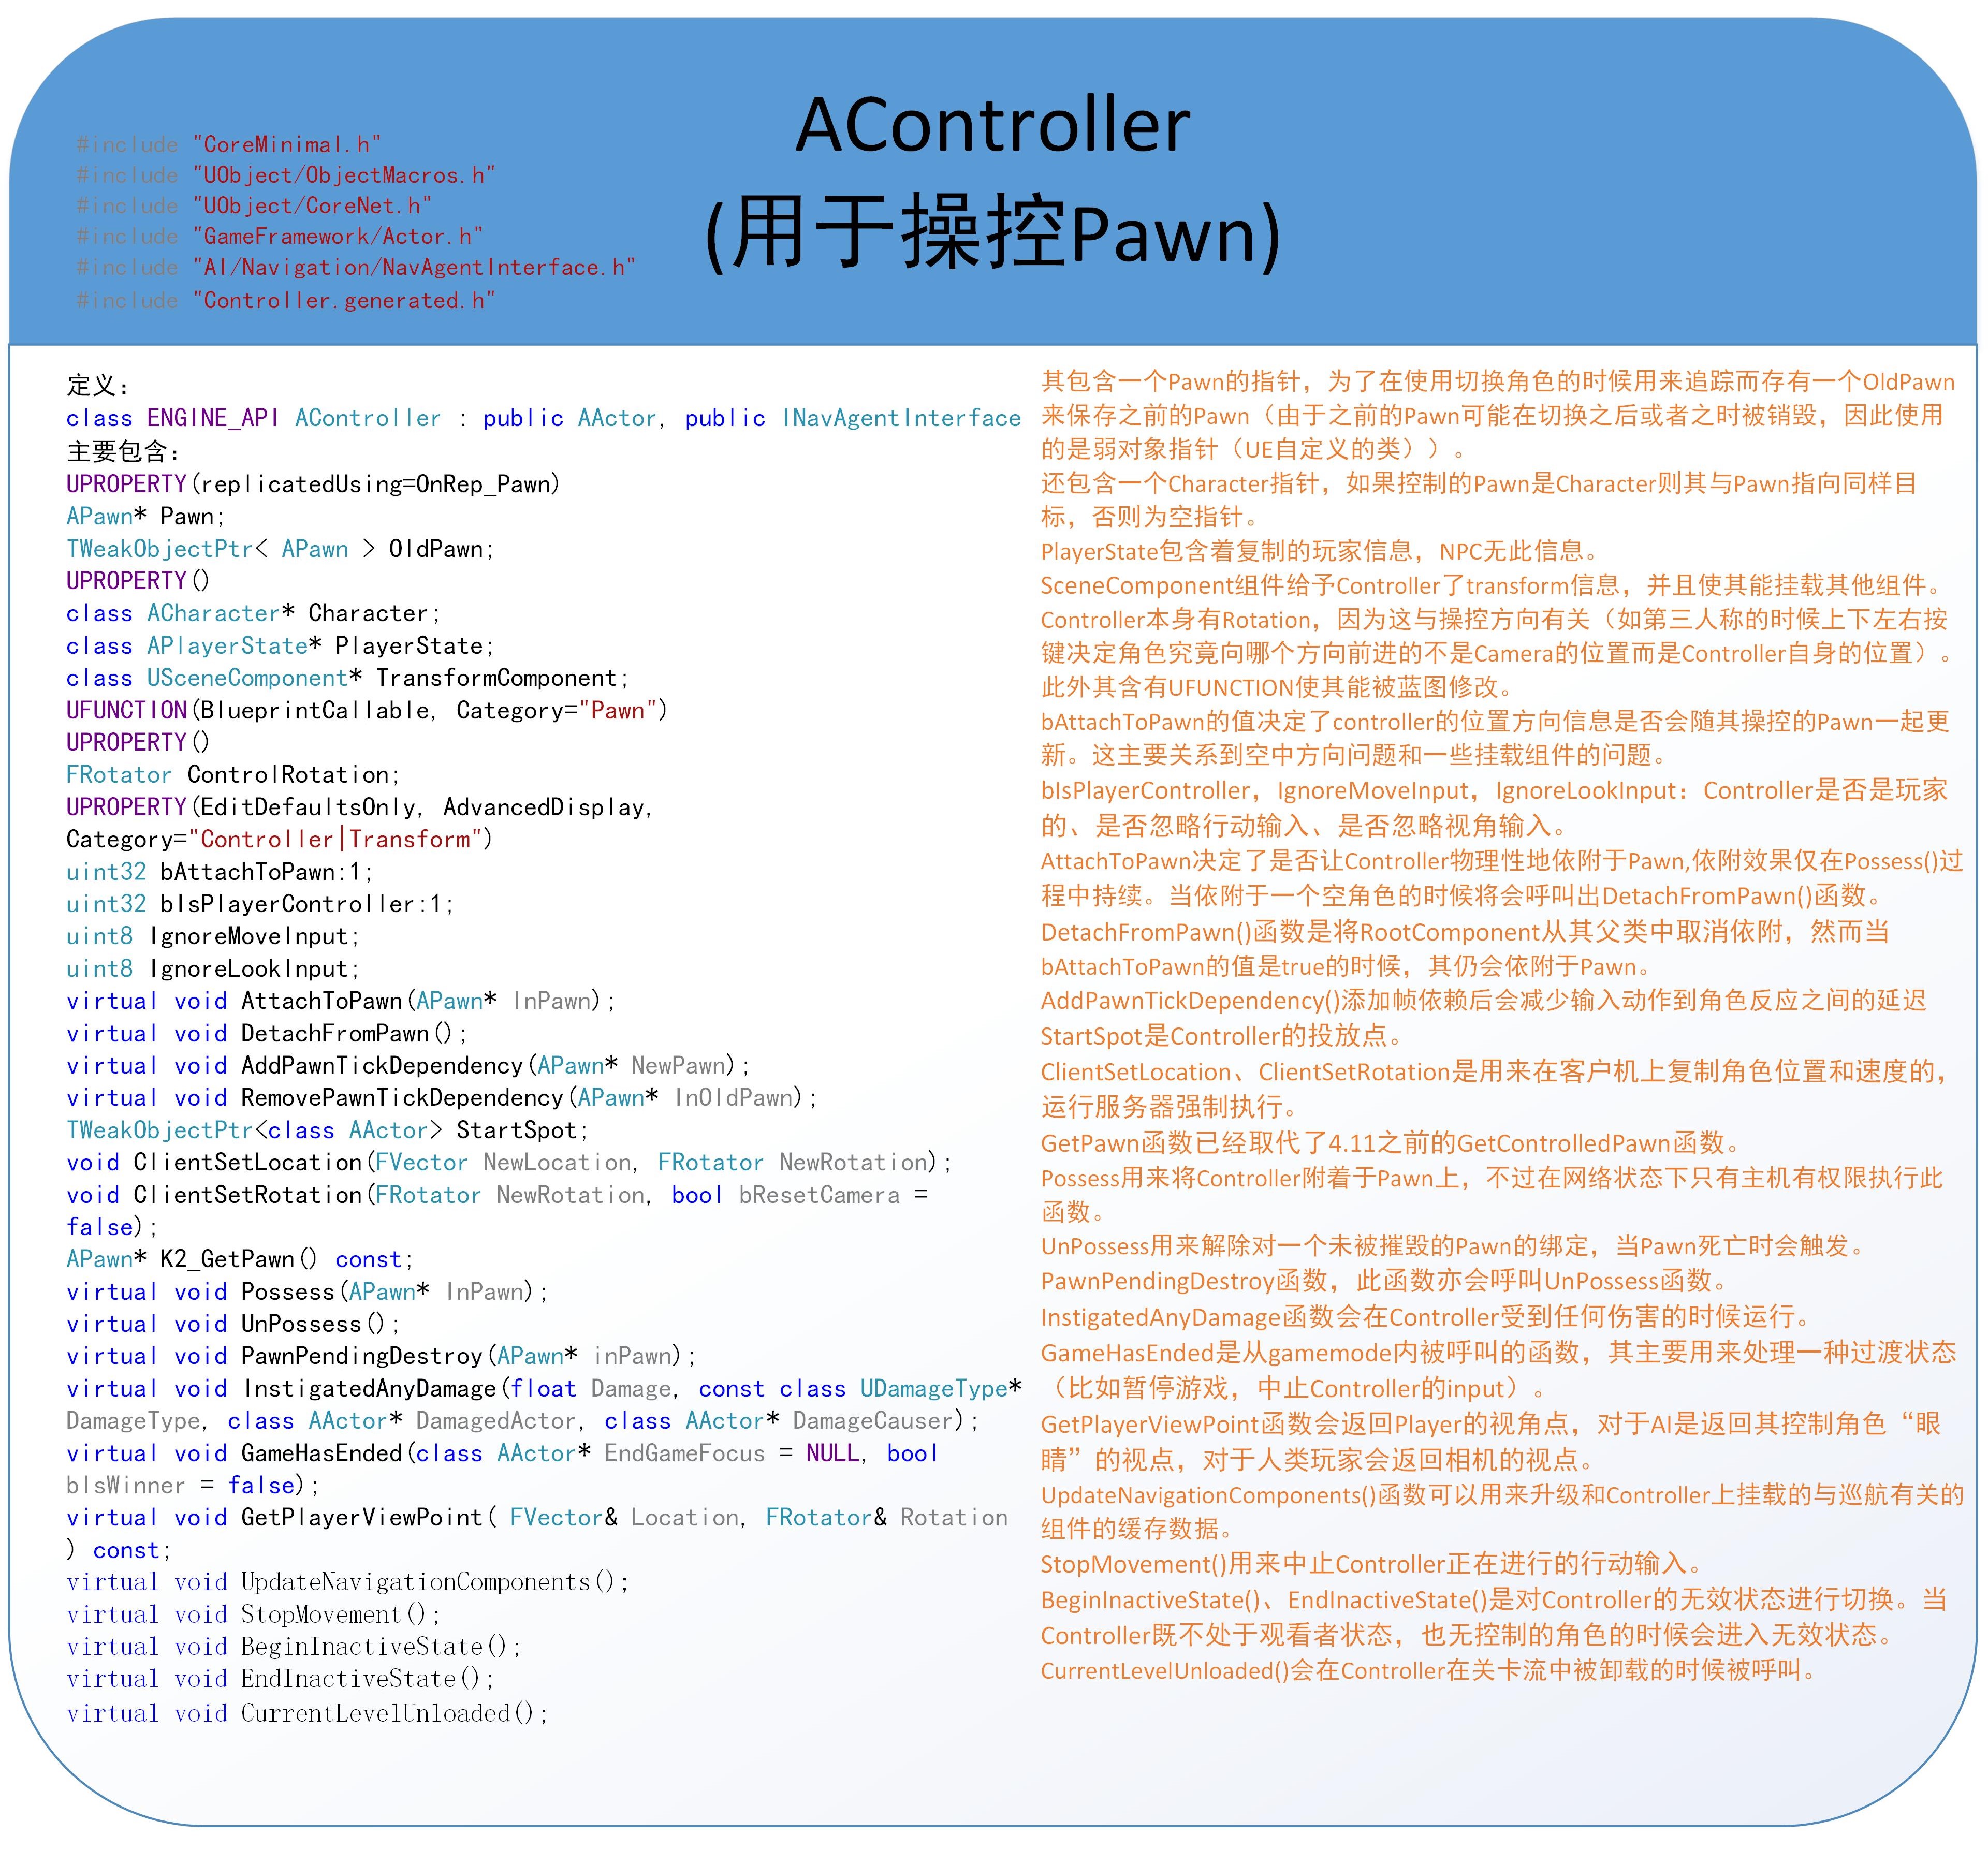 AController
(用于操控Pawn)
#include "CoreMinimal.h"
#include "UObject/ObjectMacros.h"
#include "UObject/CoreNet.h"
#include "GameFramework/Actor.h"
#include "AI/Navigation/NavAgentInterface.h"
#include "Controller.generated.h"
定义：
class ENGINE_API AController : public AActor, public INavAgentInterface
主要包含：
UPROPERTY(replicatedUsing=OnRep_Pawn)
APawn* Pawn;
TWeakObjectPtr< APawn > OldPawn;
UPROPERTY()
class ACharacter* Character;
class APlayerState* PlayerState;
class USceneComponent* TransformComponent;
UFUNCTION(BlueprintCallable, Category="Pawn")
UPROPERTY()
FRotator ControlRotation;
UPROPERTY(EditDefaultsOnly, AdvancedDisplay,
Category="Controller|Transform")
uint32 bAttachToPawn:1;
uint32 bIsPlayerController:1;
uint8 IgnoreMoveInput;
uint8 IgnoreLookInput;
virtual void AttachToPawn(APawn* InPawn);
virtual void DetachFromPawn();
virtual void AddPawnTickDependency(APawn* NewPawn);
virtual void RemovePawnTickDependency(APawn* InOldPawn);
TWeakObjectPtr<class AActor> StartSpot;
void ClientSetLocation(FVector NewLocation, FRotator NewRotation);
void ClientSetRotation(FRotator NewRotation, bool bResetCamera =
false);
APawn* K2_GetPawn() const;
virtual void Possess(APawn* InPawn);
virtual void UnPossess();
virtual void PawnPendingDestroy(APawn* inPawn);
virtual void InstigatedAnyDamage(float Damage, const class UDamageType*
DamageType, class AActor* DamagedActor, class AActor* DamageCauser);
virtual void GameHasEnded(class AActor* EndGameFocus = NULL, bool
bIsWinner = false);
virtual void GetPlayerViewPoint( FVector& Location, FRotator& Rotation
) const;
virtual void UpdateNavigationComponents();
virtual void StopMovement();
virtual void BeginInactiveState();
virtual void EndInactiveState();
virtual void CurrentLevelUnloaded();
其包含一个Pawn的指针，为了在使用切换角色的时候用来追踪而存有一个OldPawn
来保存之前的Pawn（由于之前的Pawn可能在切换之后或者之时被销毁，因此使用
的是弱对象指针（UE自定义的类））。
还包含一个Character指针，如果控制的Pawn是Character则其与Pawn指向同样目
标，否则为空指针。
PlayerState包含着复制的玩家信息，NPC无此信息。
SceneComponent组件给予Controller了transform信息，并且使其能挂载其他组件。
Controller本身有Rotation，因为这与操控方向有关（如第三人称的时候上下左右按
键决定角色究竟向哪个方向前进的不是Camera的位置而是Controller自身的位置）。
此外其含有UFUNCTION使其能被蓝图修改。
bAttachToPawn的值决定了controller的位置方向信息是否会随其操控的Pawn一起更
新。这主要关系到空中方向问题和一些挂载组件的问题。
bIsPlayerController，IgnoreMoveInput，IgnoreLookInput：Controller是否是玩家
的、是否忽略行动输入、是否忽略视角输入。
AttachToPawn决定了是否让Controller物理性地依附于Pawn,依附效果仅在Possess()过
程中持续。当依附于一个空角色的时候将会呼叫出DetachFromPawn()函数。
DetachFromPawn()函数是将RootComponent从其父类中取消依附，然而当
bAttachToPawn的值是true的时候，其仍会依附于Pawn。
AddPawnTickDependency()添加帧依赖后会减少输入动作到角色反应之间的延迟
StartSpot是Controller的投放点。
ClientSetLocation、ClientSetRotation是用来在客户机上复制角色位置和速度的，
运行服务器强制执行。
GetPawn函数已经取代了4.11之前的GetControlledPawn函数。
Possess用来将Controller附着于Pawn上，不过在网络状态下只有主机有权限执行此
函数。
UnPossess用来解除对一个未被摧毁的Pawn的绑定，当Pawn死亡时会触发。
PawnPendingDestroy函数，此函数亦会呼叫UnPossess函数。
InstigatedAnyDamage函数会在Controller受到任何伤害的时候运行。
GameHasEnded是从gamemode内被呼叫的函数，其主要用来处理一种过渡状态
（比如暂停游戏，中止Controller的input）。
GetPlayerViewPoint函数会返回Player的视角点，对于AI是返回其控制角色“眼
睛”的视点，对于人类玩家会返回相机的视点。
UpdateNavigationComponents()函数可以用来升级和Controller上挂载的与巡航有关的
组件的缓存数据。
StopMovement()用来中止Controller正在进行的行动输入。
BeginInactiveState()、EndInactiveState()是对Controller的无效状态进行切换。当
Controller既不处于观看者状态，也无控制的角色的时候会进入无效状态。
CurrentLevelUnloaded()会在Controller在关卡流中被卸载的时候被呼叫。